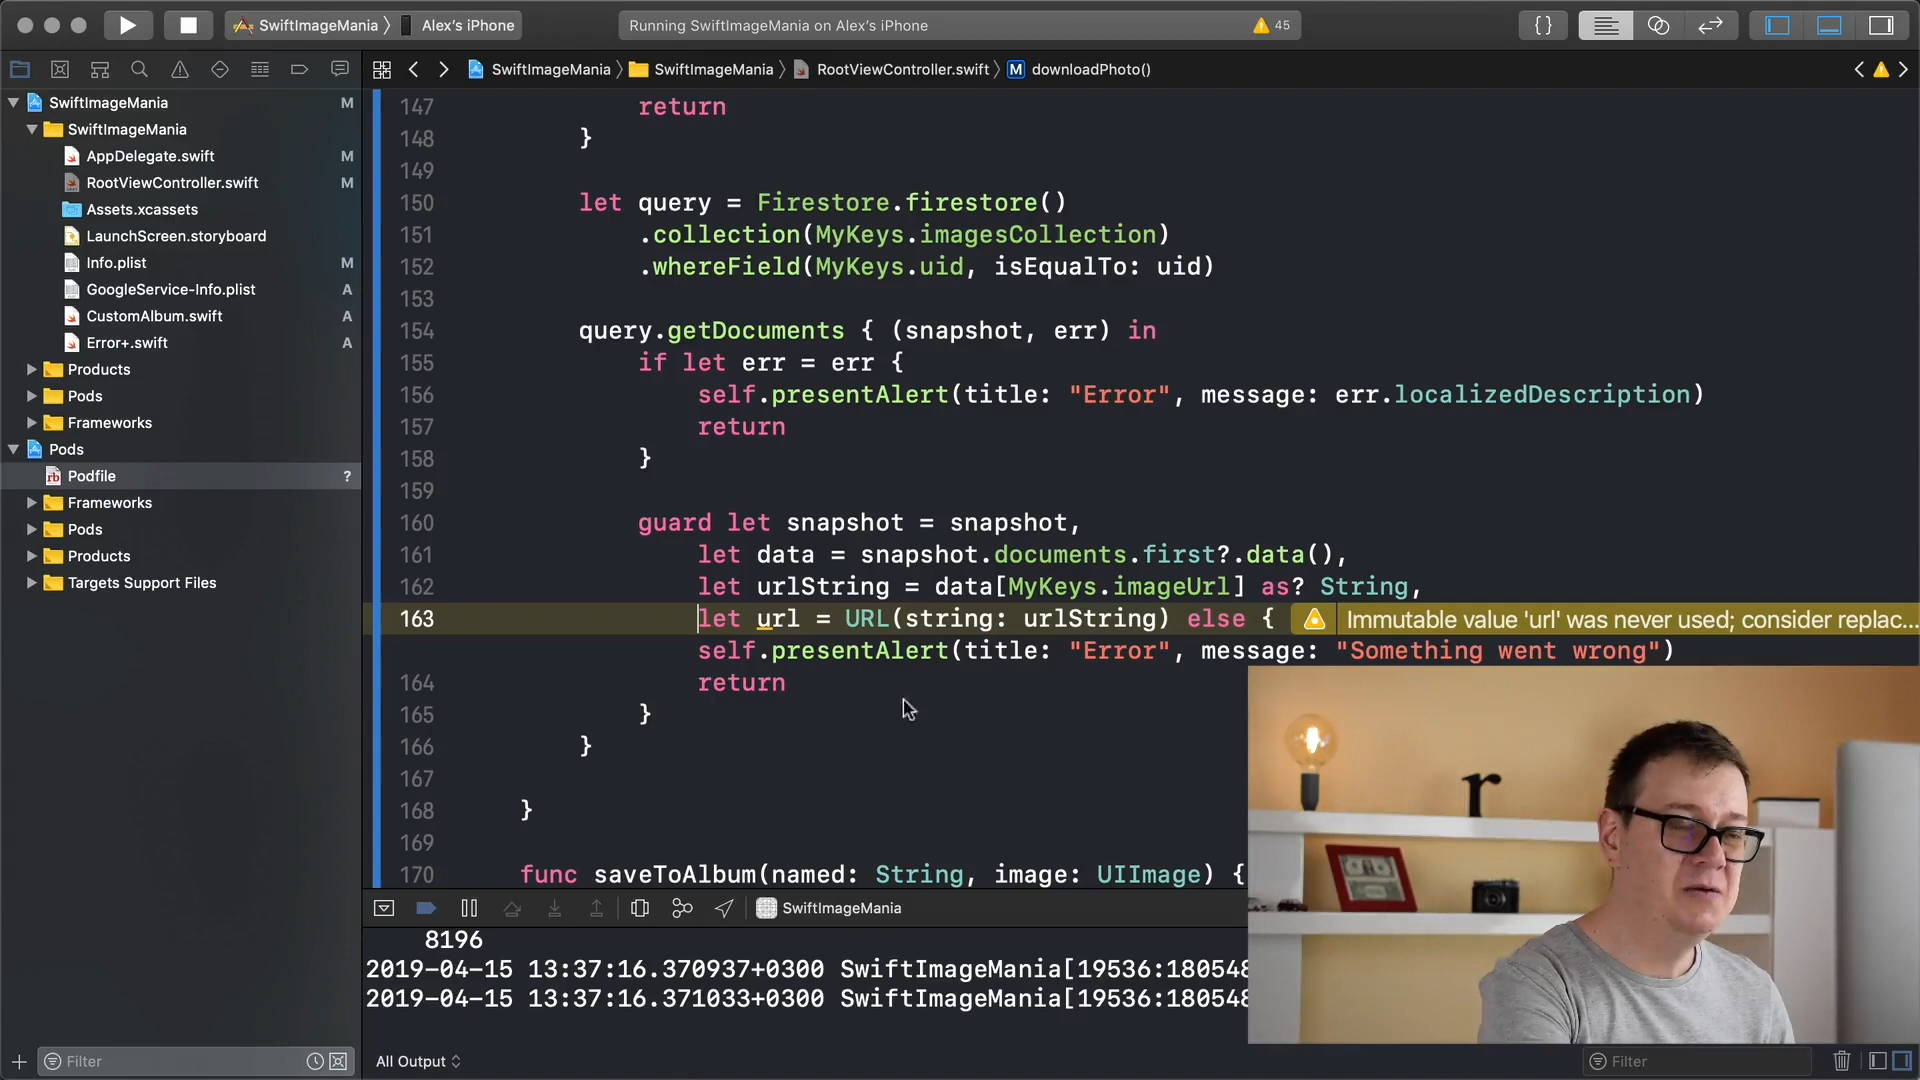 SwiftImageMania
Alex's iPhone
Running SwiftImageMania on Alex's iPhone
45
{}
SwiftImageMania
SwiftImageMania
RootViewController.swift
M
downloadPhoto()
SwiftImageMania M
SwiftImageMania
AppDelegate.swift M
RootViewController.swift M
Assets.xcassets
LaunchScreen.storyboard
Info.plist M
GoogleService-Info.plist A
CustomAlbum.swift A
Error+.swift A
Products
Pods
Frameworks
Pods
rb Podfile ?
Frameworks
Pods
Products
Targets Support Files
Filter
147 return
148 }
149
150 let query = Firestore.firestore()
151 .collection(MyKeys.imagesCollection)
152 .whereField(MyKeys.uid, isEqualTo: uid)
153
154 query.getDocuments { (snapshot, err) in
155 if let err = err {
156 self.presentAlert(title: "Error", message: err.localizedDescription)
157 return
158 }
159
160 guard let snapshot = snapshot,
161 let data = snapshot.documents.first?.data(),
162 let urlString = data[MyKeys.imageUrl] as? String,
163 let url = URL(string: urlString) else { Immutable value 'url' was never used; consider replac...
self.presentAlert(title: "Error", message: "Something went wrong")
164 return
165 }
166 }
167
168 }
169
170 func saveToAlbum(named: String, image: UIImage) {
SwiftImageMania
8196
2019-04-15 13:37:16.370937+0300 SwiftImageMania[19536:180548
2019-04-15 13:37:16.371033+0300 SwiftImageMania[19536:180548
All Output
Filter
r